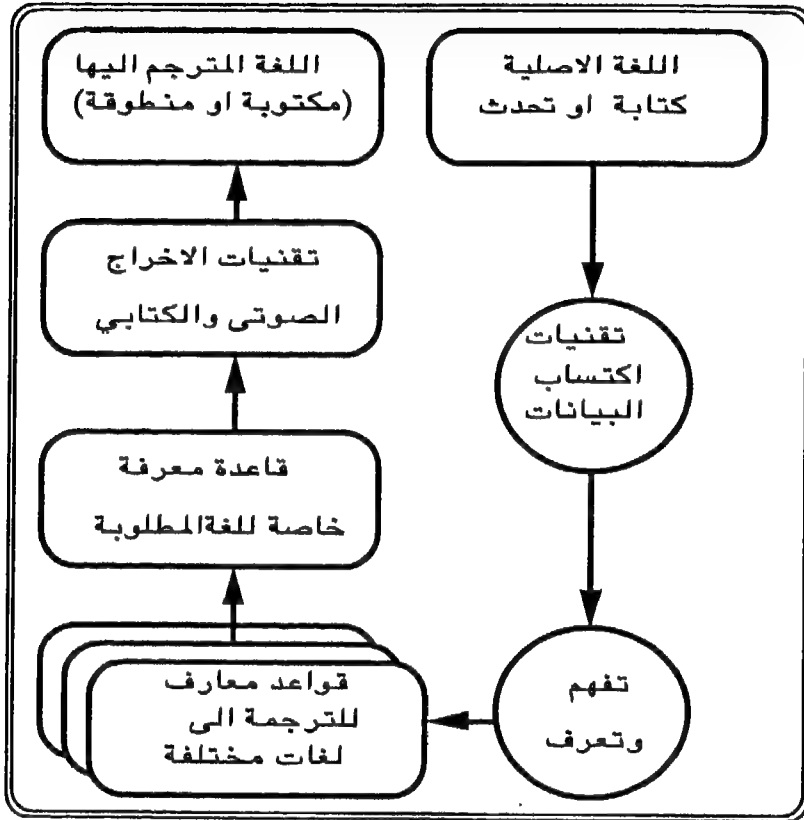 اللغة الاصلية
كتابة او تحدث
تقنيات
اكتساب
البيانات
تفهم
وتعرف
قواعد معارف
للترجمة الى
لغات مختلفة
قاعدة معرفة
خاصة للغةالمطلوبة
تقنيات الاخراج
الصوتى والكتابي
اللغة المترجم اليها
(مكتوبة او منطوقة)